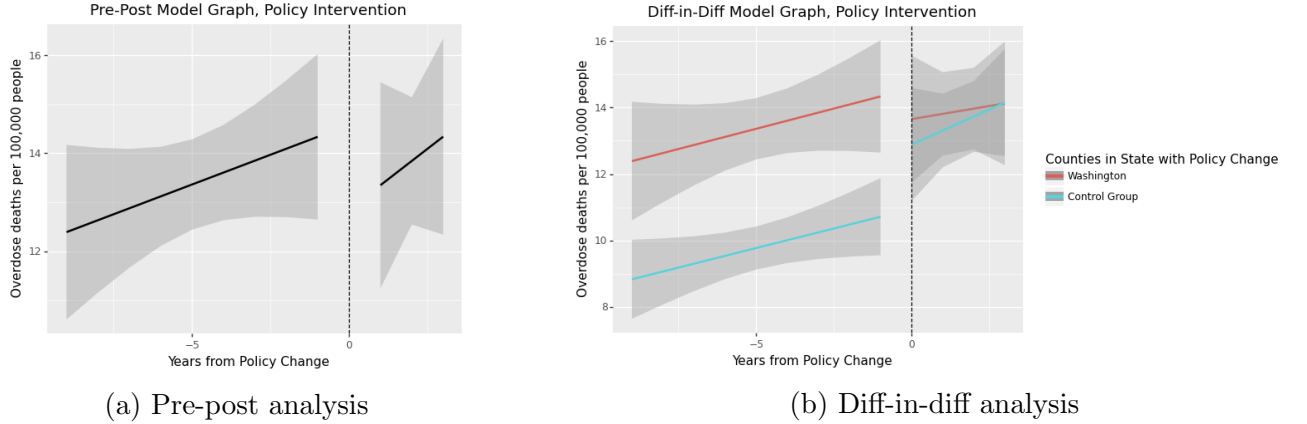 Pre-Post Model Graph, Policy Intervention
16
14
12
Overdose deaths per 100,000 people
−5
0
Years from Policy Change
(a) Pre-post analysis
Diff-in-Diff Model Graph, Policy Intervention
16
14
12
10
8
Overdose deaths per 100,000 people
−5
0
Years from Policy Change
Counties in State with Policy Change
Washington
Control Group
(b) Diff-in-diff analysis